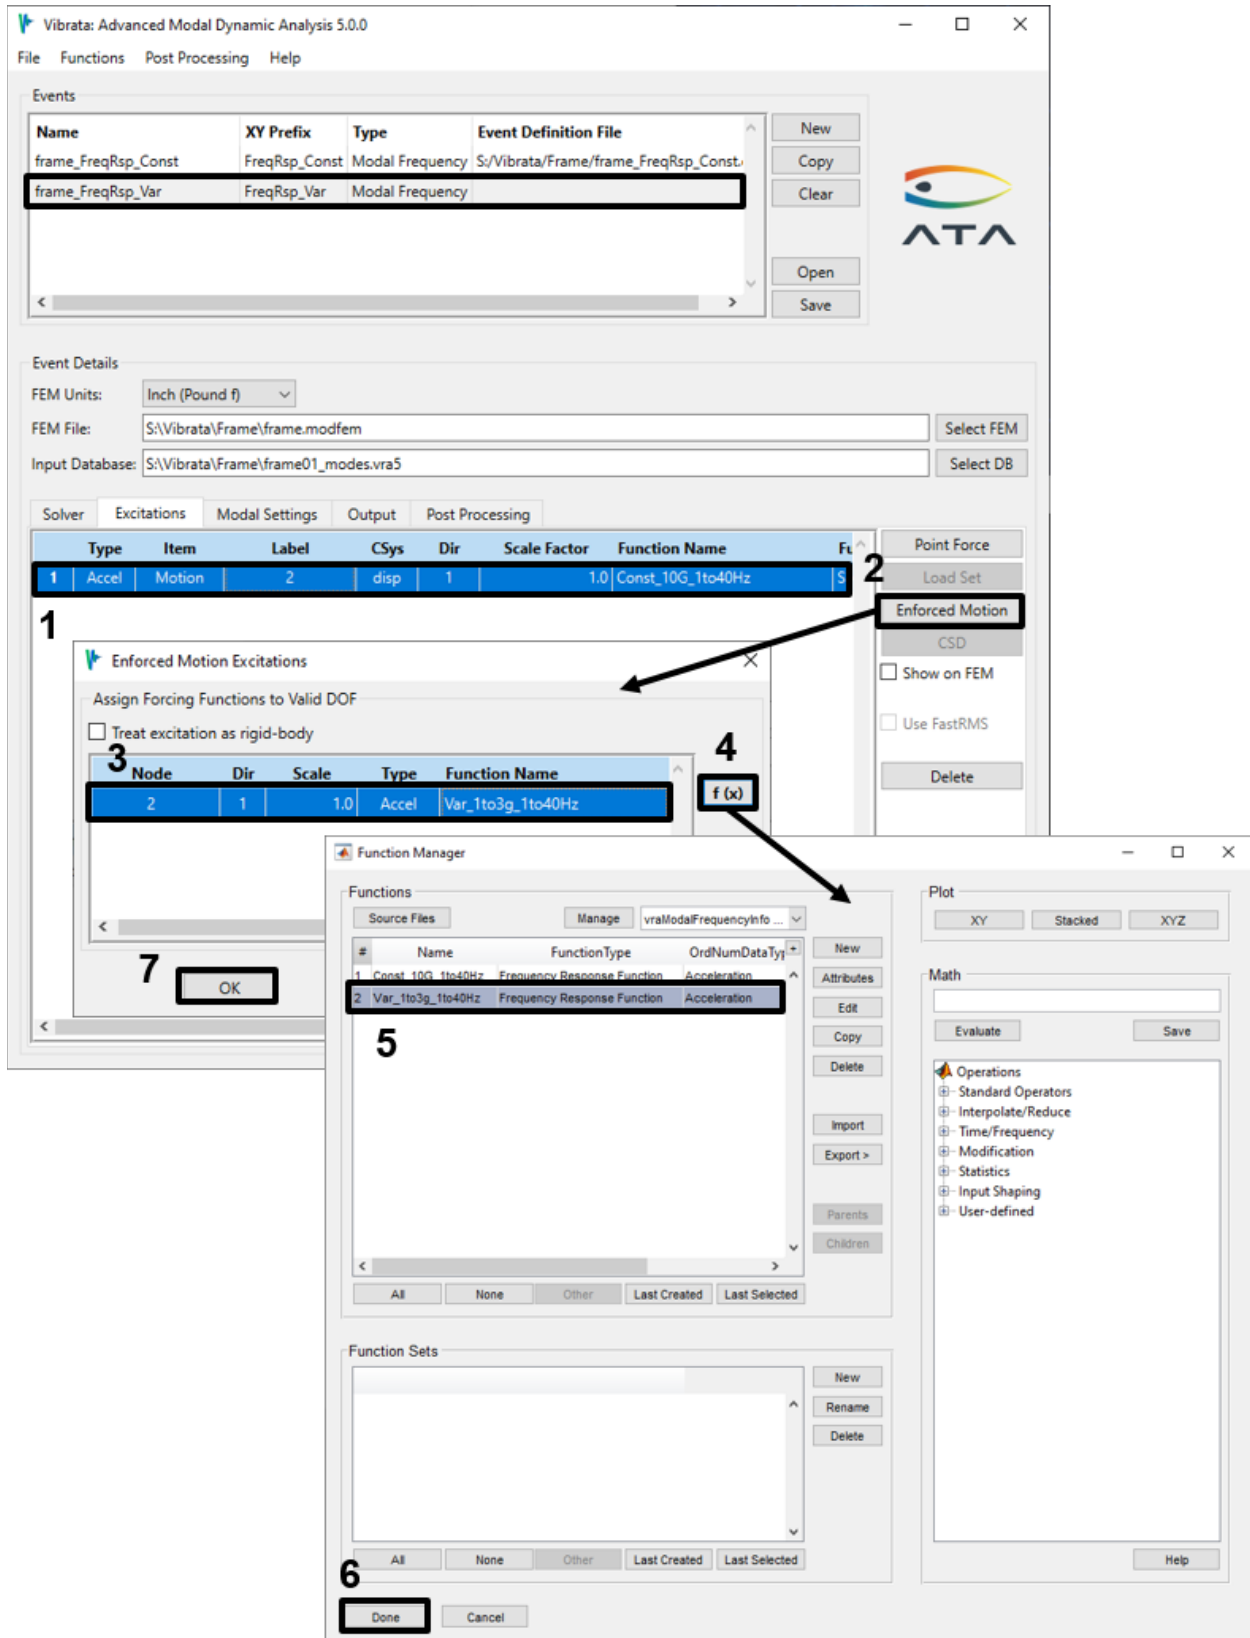 Vibrata: Advanced Modal Dynamic Analysis 5.0.0
File Functions Post Processing Help
Events
Name XY Prefix Type Event Definition File
frame_FreqRsp_Const FreqRsp_Const Modal Frequency S:/Vibrata/Frame/frame_FreqRsp_Const.
frame_FreqRsp_Var FreqRsp_Var Modal Frequency
New
Copy
Clear
Open
Save
ATA
Event Details
FEM Units: Inch (Pound f)
FEM File: S:\Vibrata\Frame\frame.modfem Select FEM
Input Database: S:\Vibrata\Frame\frame01_modes.vra5 Select DB
Solver Excitations Modal Settings Output Post Processing
Type Item Label CSys Dir Scale Factor Function Name Fu
1 Accel Motion 2 disp 1 1.0 Const_10G_1to40Hz S
1
2
Point Force
Load Set
Enforced Motion
CSD
Show on FEM
Use FastRMS
Delete
Enforced Motion Excitations
Assign Forcing Functions to Valid DOF
Treat excitation as rigid-body
3
Node Dir Scale Type Function Name
2 1 1.0 Accel Var_1to3g_1to40Hz
4
f (x)
7
OK
Function Manager
Functions
Source Files Manage vraModalFrequencyInfo ...
# Name FunctionType OrdNumDataTyp +
1 Const_10G_1to40Hz Frequency Response Function Acceleration
2 Var_1to3g_1to40Hz Frequency Response Function Acceleration
5
New
Attributes
Edit
Copy
Delete
Import
Export >
Parents
Children
All None Other Last Created Last Selected
Function Sets
New
Rename
Delete
All None Other Last Created Last Selected
6
Done Cancel
Plot
XY Stacked XYZ
Math
Evaluate Save
Operations
Standard Operators
Interpolate/Reduce
Time/Frequency
Modification
Statistics
Input Shaping
User-defined
Help